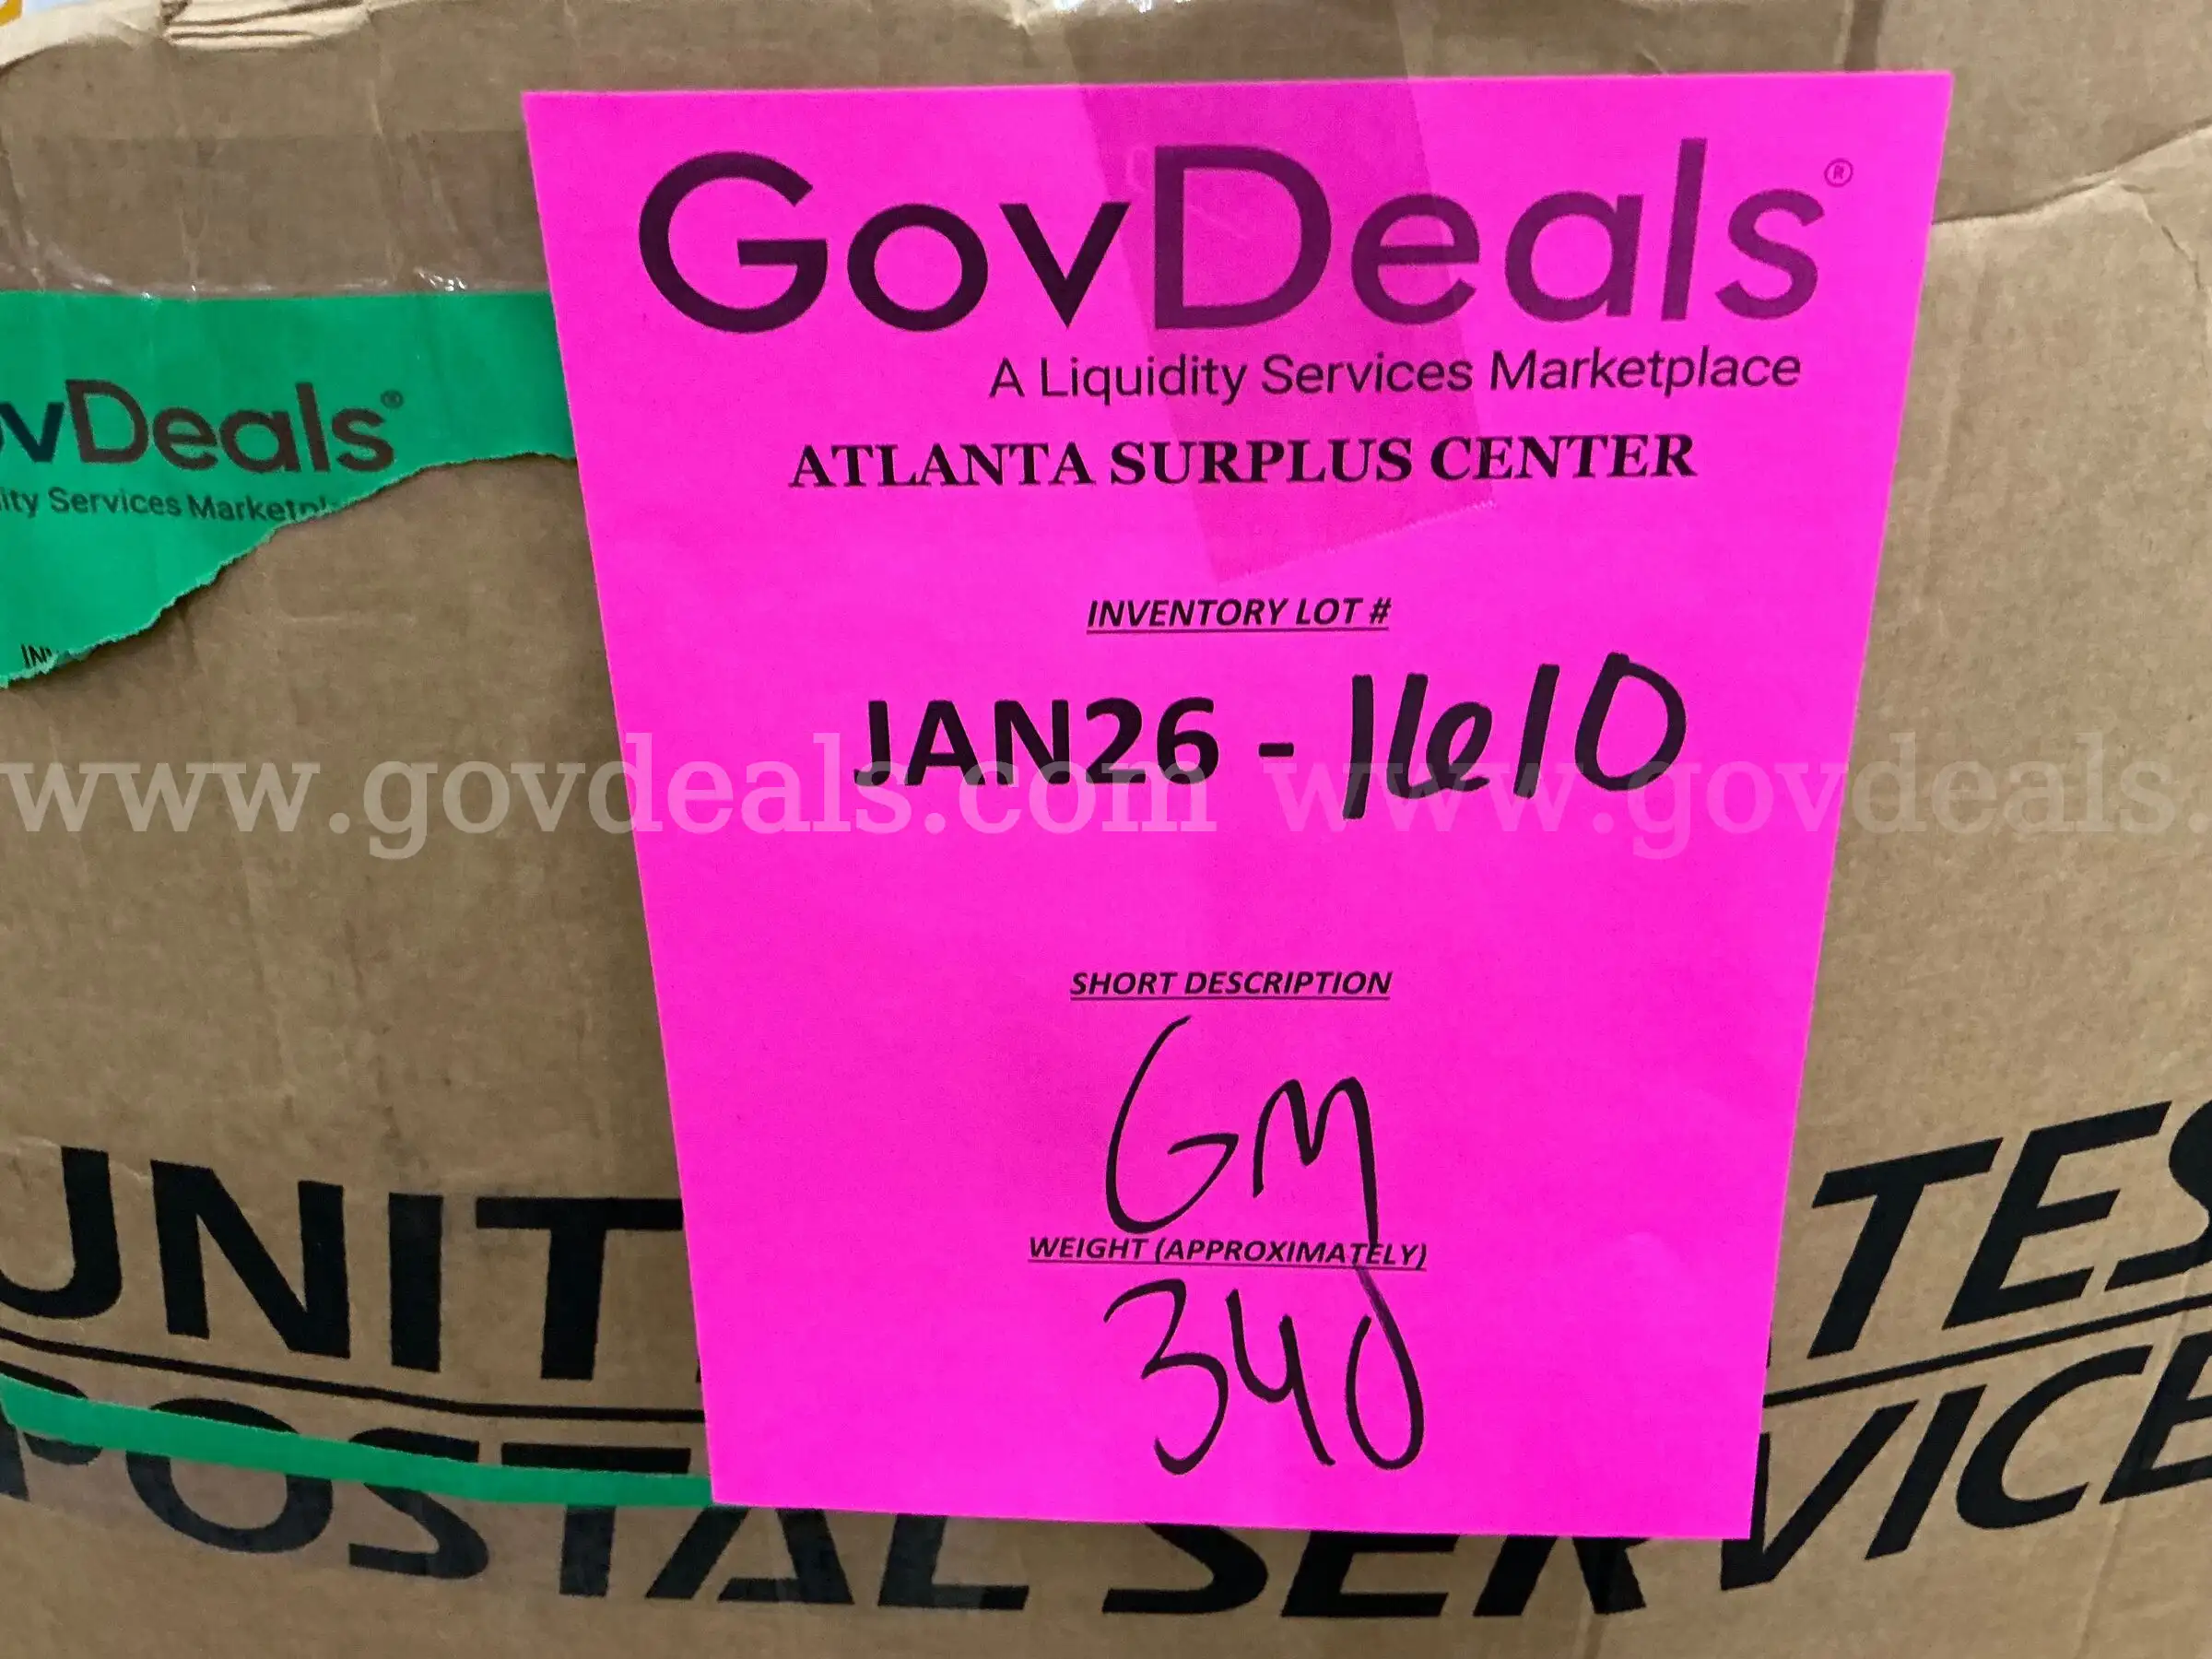 GovDeals®
A Liquidity Services Marketplace
ATLANTA SURPLUS CENTER
INVENTORY LOT #
JAN26 - 1610
SHORT DESCRIPTION
GM
WEIGHT (APPROXIMATELY)
340
vDeals®
ity Services Marketpl
INV
www.govdeals.com www.govdeals.
UNIT TES
POSTAL SERVICE